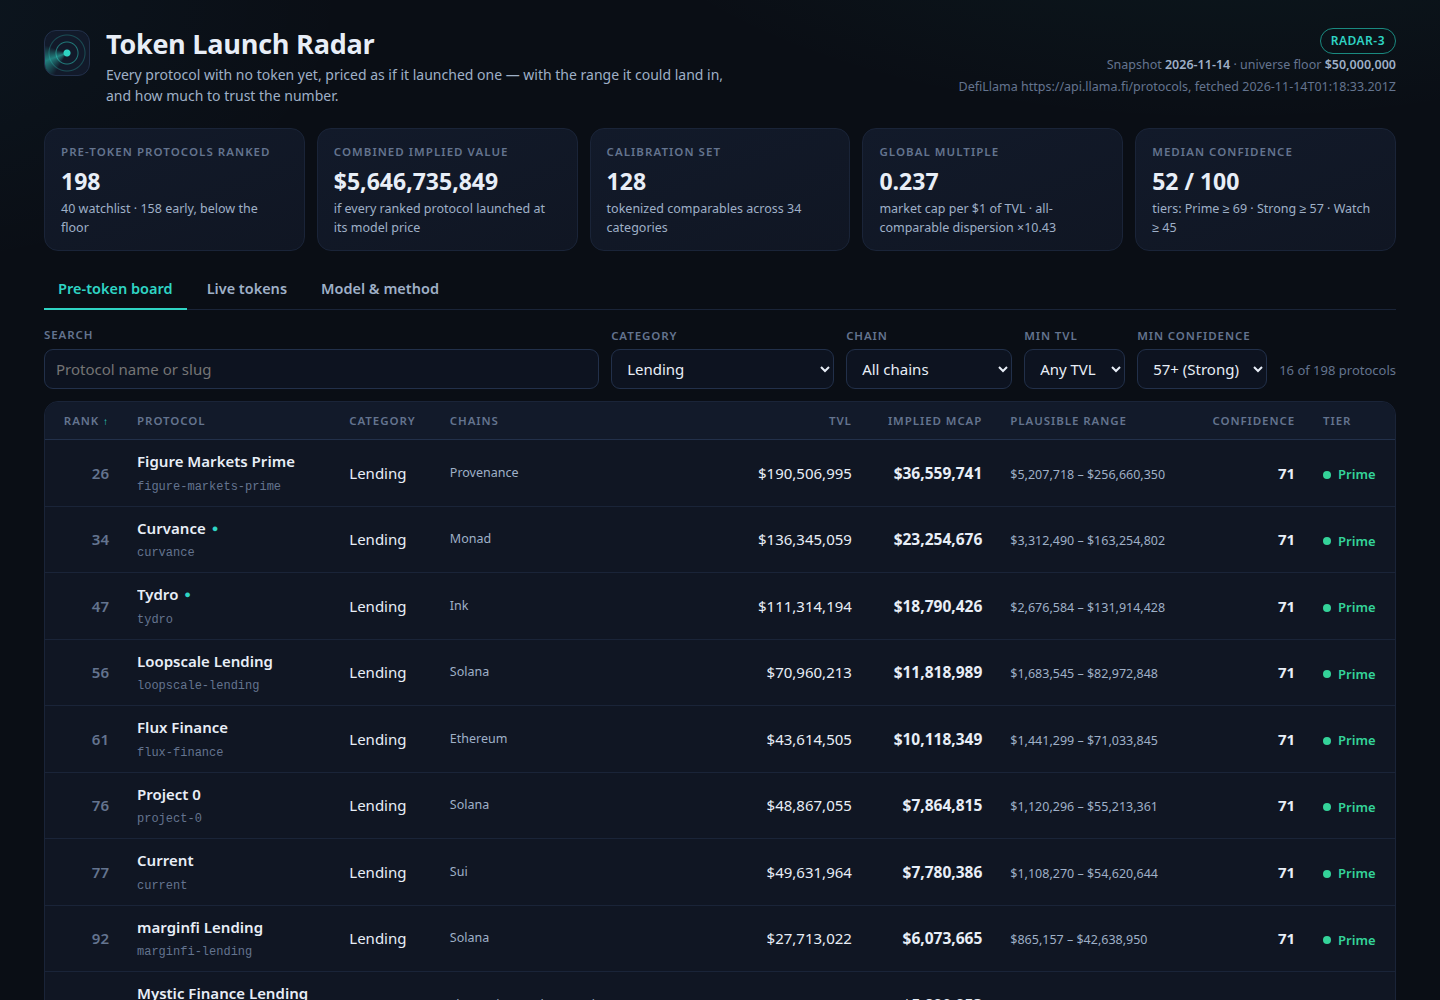 Token Launch Radar
Every protocol with no token yet, priced as if it launched one — with the range it could land in,
and how much to trust the number.
RADAR-3
Snapshot 2026-11-14 · universe floor $50,000,000
DefiLlama https://api.llama.fi/protocols, fetched 2026-11-14T01:18:33.201Z
PRE-TOKEN PROTOCOLS RANKED
198
40 watchlist · 158 early, below the
floor
COMBINED IMPLIED VALUE
$5,646,735,849
if every ranked protocol launched at
its model price
CALIBRATION SET
128
tokenized comparables across 34
categories
GLOBAL MULTIPLE
0.237
market cap per $1 of TVL · all-
comparable dispersion ×10.43
MEDIAN CONFIDENCE
52 / 100
tiers: Prime ≥ 69 · Strong ≥ 57 · Watch
≥ 45
Pre-token board Live tokens Model & method
SEARCH CATEGORY CHAIN MIN TVL MIN CONFIDENCE
Protocol name or slug Lending All chains Any TVL 57+ (Strong) 16 of 198 protocols
RANK ↑ PROTOCOL CATEGORY CHAINS TVL IMPLIED MCAP PLAUSIBLE RANGE CONFIDENCE TIER
26 Figure Markets Prime Lending Provenance $190,506,995 $36,559,741 $5,207,718 – $256,660,350 71 Prime
figure-markets-prime
34 Curvance Lending Monad $136,345,059 $23,254,676 $3,312,490 – $163,254,802 71 Prime
curvance
47 Tydro Lending Ink $111,314,194 $18,790,426 $2,676,584 – $131,914,428 71 Prime
tydro
56 Loopscale Lending Lending Solana $70,960,213 $11,818,989 $1,683,545 – $82,972,848 71 Prime
loopscale-lending
61 Flux Finance Lending Ethereum $43,614,505 $10,118,349 $1,441,299 – $71,033,845 71 Prime
flux-finance
76 Project 0 Lending Solana $48,867,055 $7,864,815 $1,120,296 – $55,213,361 71 Prime
project-0
77 Current Lending Sui $49,631,964 $7,780,386 $1,108,270 – $54,620,644 71 Prime
current
92 marginfi Lending Lending Solana $27,713,022 $6,073,665 $865,157 – $42,638,950 71 Prime
marginfi-lending
Mystic Finance Lending